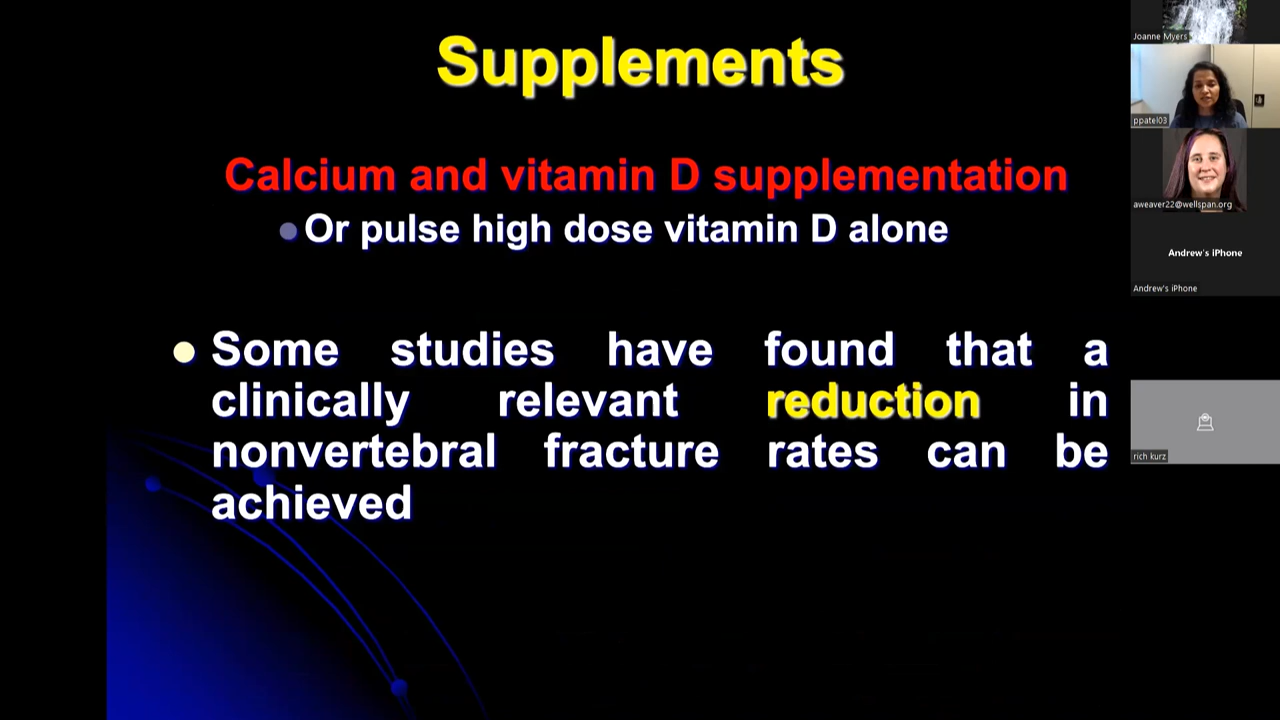 Supplements
Calcium and vitamin D supplementation
Or pulse high dose vitamin D alone
Some studies have found that a
clinically relevant reduction in
nonvertebral fracture rates can be
achieved
Joanne Myers
ppatel03
aweaver22@wellspan.org
Andrew's iPhone
Andrew's iPhone
rich kurz